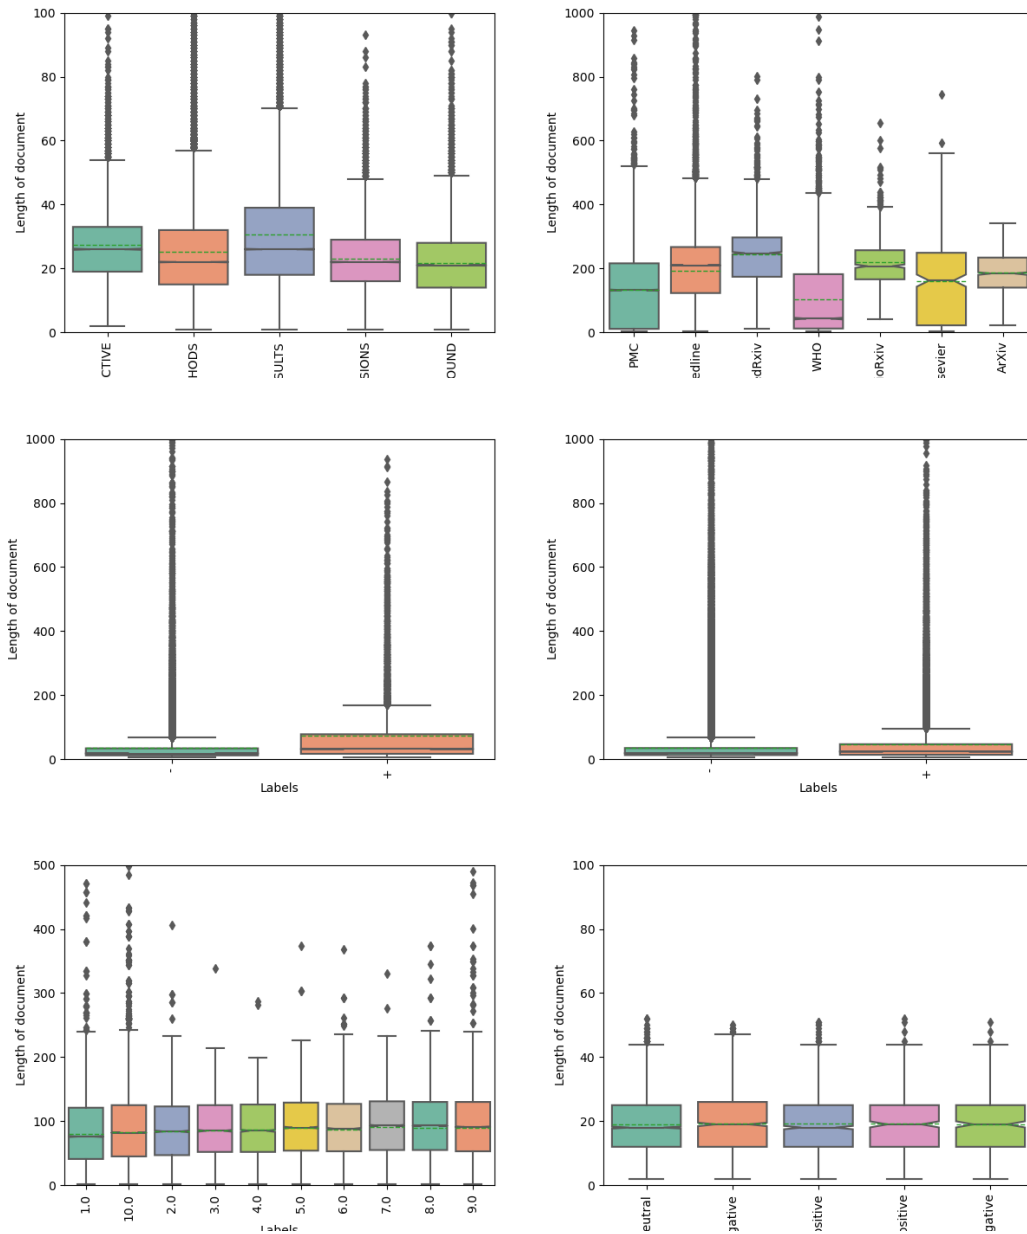 100
80
60
40
20
0
Length of document
CTIVE
HODS
SULTS
SIONS
OUND
1000
800
600
400
200
0
Length of document
PMC
edline
dRxiv
WHO
oRxiv
sevier
ArXiv
1000
800
600
400
200
0
Length of document
-
+
Labels
1000
800
600
400
200
0
Length of document
-
+
Labels
500
400
300
200
100
0
Length of document
1.0
10.0
2.0
3.0
4.0
5.0
6.0
7.0
8.0
9.0
Labels
100
80
60
40
20
0
Length of document
eutral
gative
ositive
ositive
gative